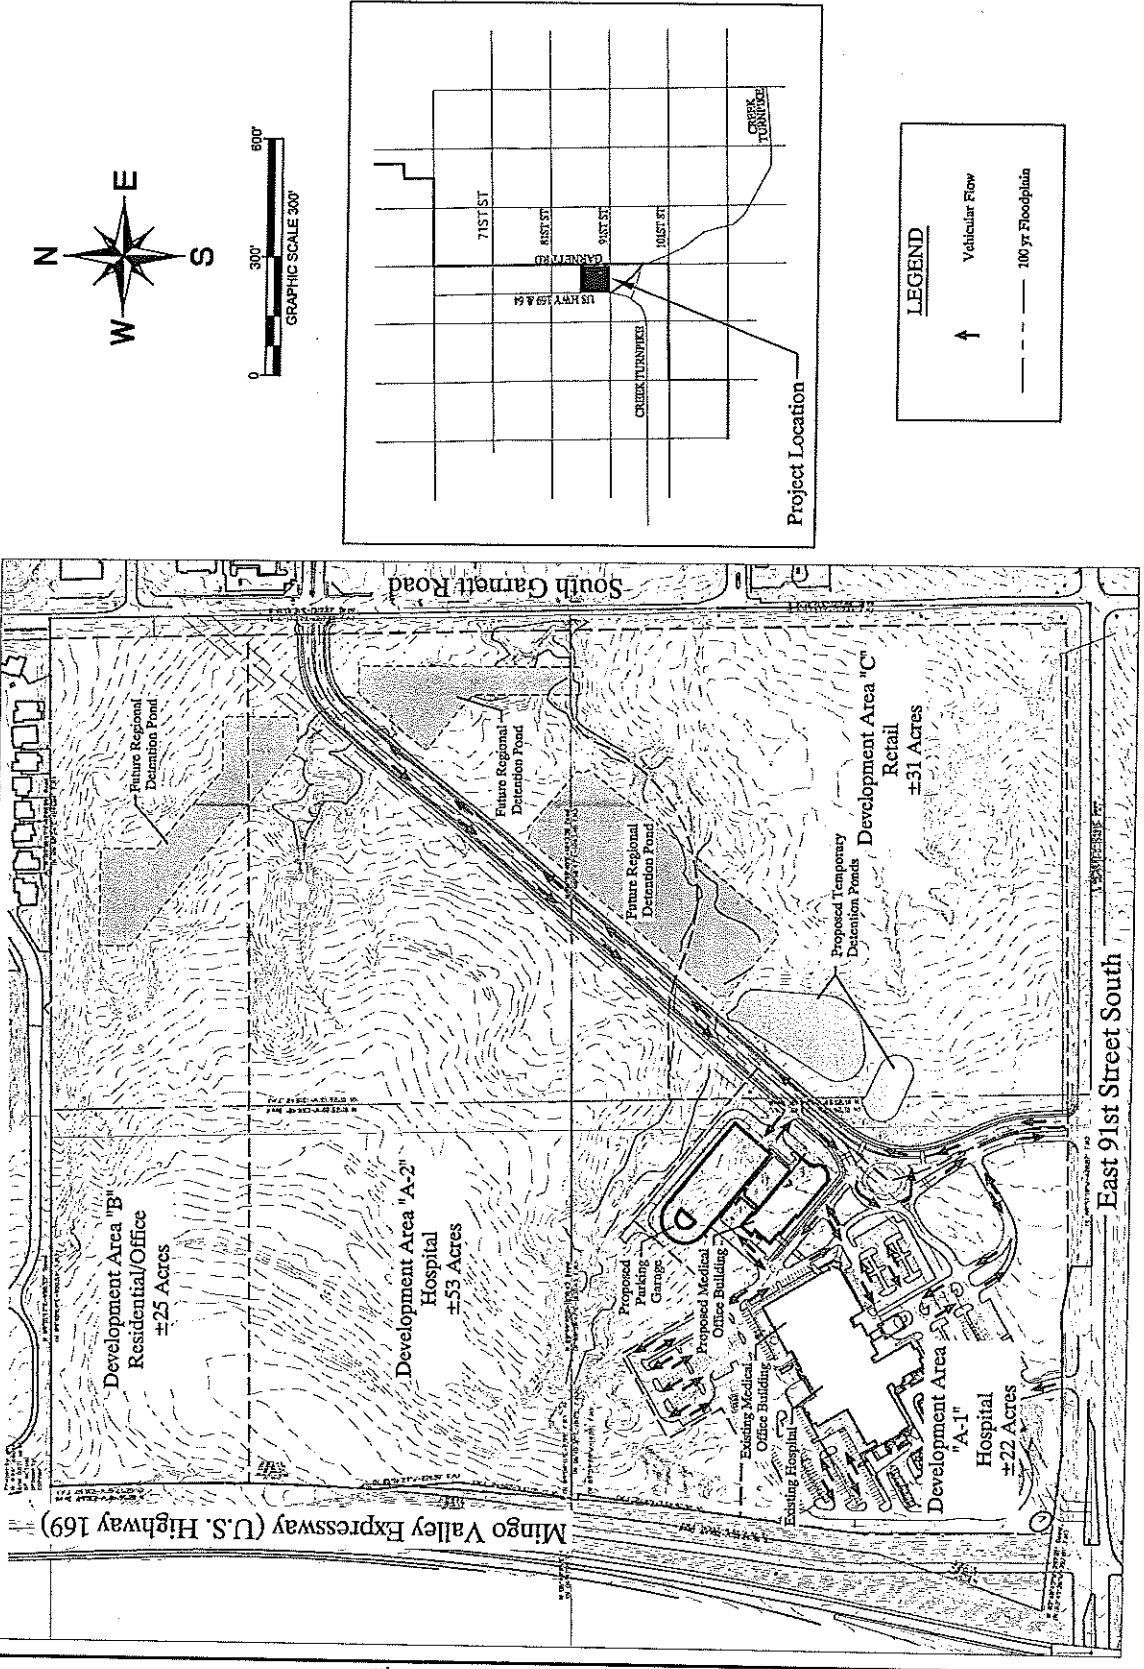 N
E
S
W
0
300'
600'
GRAPHIC SCALE 300'
71ST ST
81ST ST
91ST ST
101ST ST
GARNETT RD
US HWY 169 & 64
CREEK TURNPIKE
CREEK
TURNPIKE
Project Location
LEGEND
Vehicular Flow
100 yr Floodplain
South Garnett Road
Mingo Valley Expressway (U.S. Highway 169)
East 91st Street South
Development Area "B"
Residential/Office
±25 Acres
Development Area "A-2"
Hospital
±53 Acres
Development Area "C"
Retail
±31 Acres
Development Area
"A-1"
Hospital
±22 Acres
Future Regional
Detention Pond
Future Regional
Detention Pond
Future Regional
Detention Pond
Proposed Temporary
Detention Ponds
Proposed
Parking
Garage
Proposed Medical
Office Building
Existing Medical
Office Building
Existing Hospital